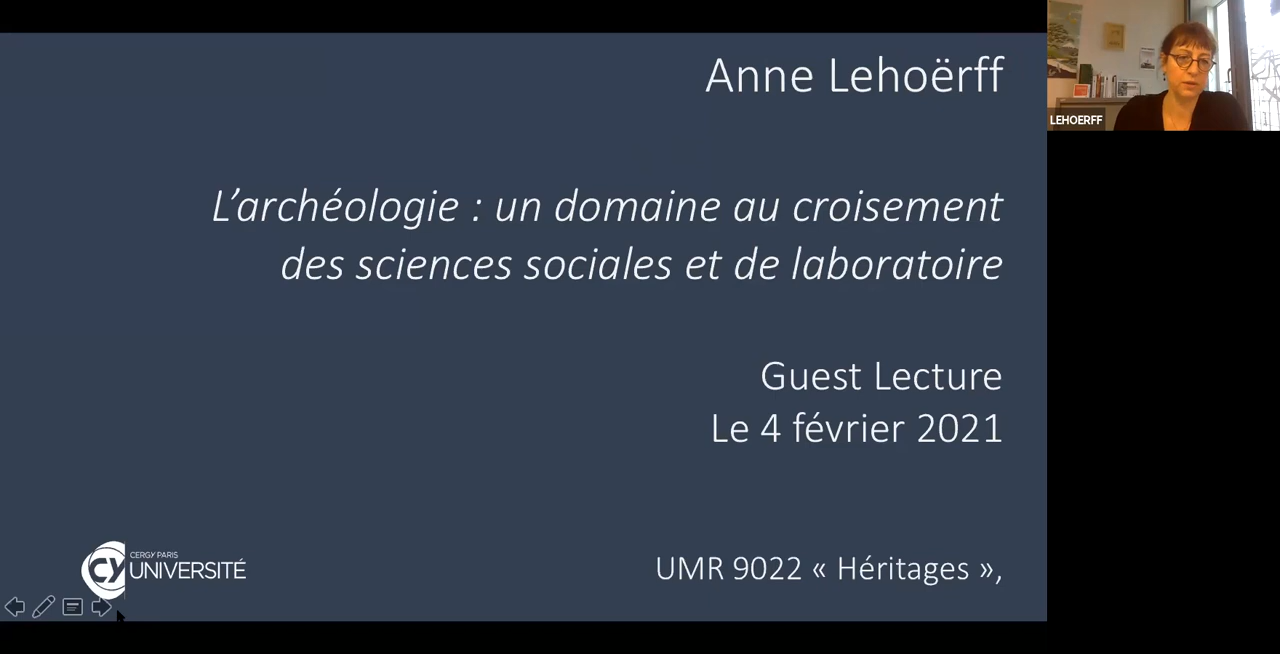 Anne Lehoërff
L’archéologie : un domaine au croisement
des sciences sociales et de laboratoire
Guest Lecture
Le 4 février 2021
UMR 9022 « Héritages »,
CERGY PARIS
CY UNIVERSITÉ
LEHOERFF